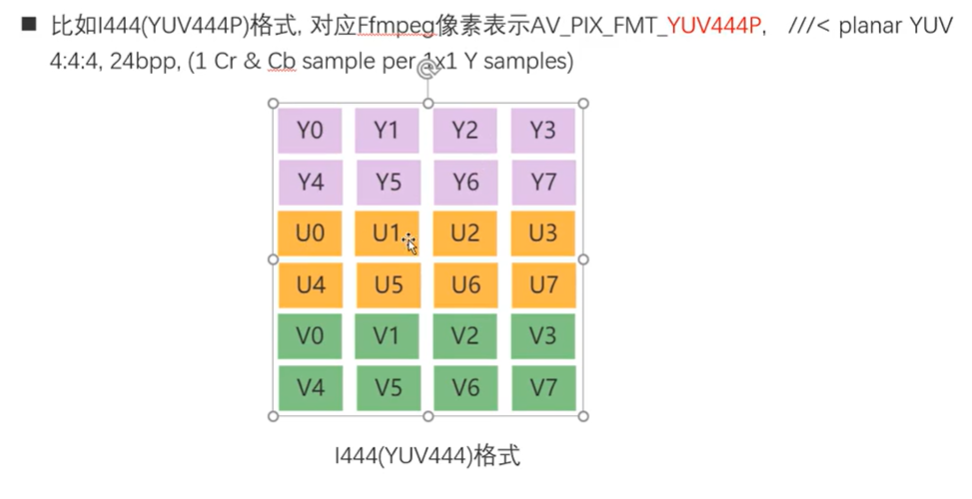 ■ 比如I444(YUV444P)格式, 对应Ffmpeg像素表示AV_PIX_FMT_YUV444P, ///< planar YUV
4:4:4, 24bpp, (1 Cr & Cb sample per 1x1 Y samples)
Y0 Y1 Y2 Y3
Y4 Y5 Y6 Y7
U0 U1 U2 U3
U4 U5 U6 U7
V0 V1 V2 V3
V4 V5 V6 V7
I444(YUV444)格式